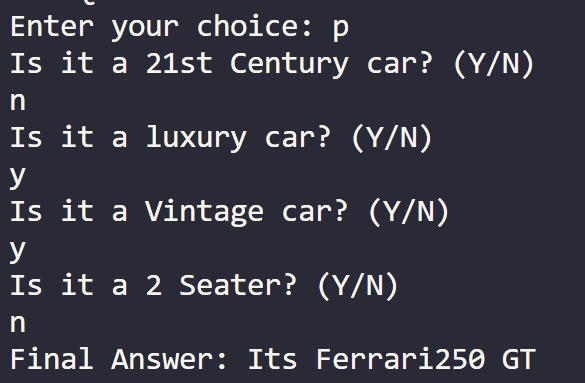 Enter your choice: p
Is it a 21st Century car? (Y/N)
n
Is it a luxury car? (Y/N)
y
Is it a Vintage car? (Y/N)
y
Is it a 2 Seater? (Y/N)
n
Final Answer: Its Ferrari250 GT